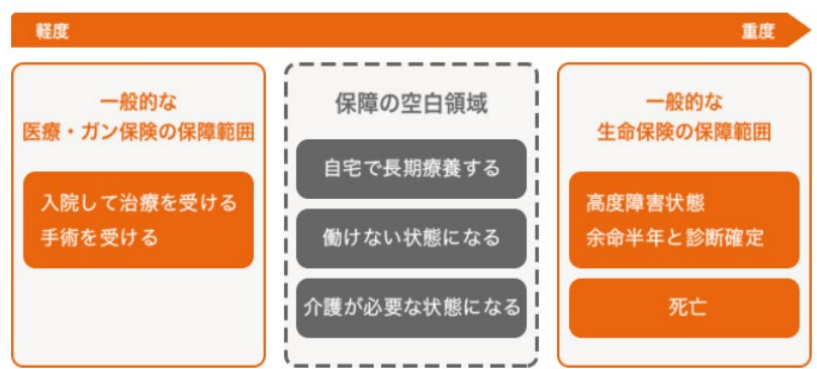 軽度
重度
一般的な
医療・ガン保険の保障範囲
入院して治療を受ける
手術を受ける
保障の空白領域
自宅で長期療養する
働けない状態になる
介護が必要な状態になる
一般的な
生命保険の保障範囲
高度障害状態
余命半年と診断確定
死亡